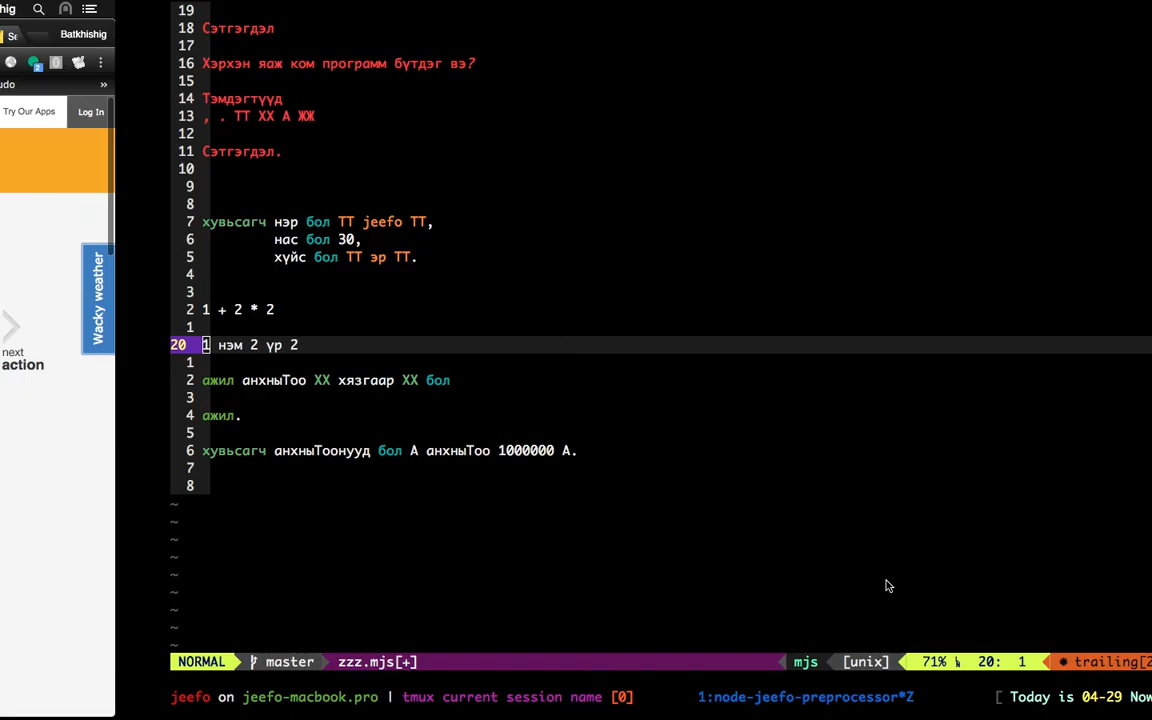 hig
Se
Batkhishig
2
udo
»
Try Our Apps
Log In
Wacky weather
next
action
19
18 Сэтгэгдэл
17
16 Хэрхэн яаж ком программ бүтдэг вэ?
15
14 Тэмдэгтүүд
13 , . ТТ ХХ А ЖЖ
12
11 Сэтгэгдэл.
10
9
8
7 хувьсагч нэр бол ТТ jeefo ТТ,
6 нас бол 30,
5 хүйс бол ТТ эр ТТ.
4
3
2 1 + 2 * 2
1
20 1 нэм 2 үр 2
1
2 ажил анхныТоо ХХ хязгаар ХХ бол
3
4 ажил.
5
6 хувьсагч анхныТоонууд бол А анхныТоо 1000000 А.
7
8
~
~
~
~
~
~
~
~
~
NORMAL master zzz.mjs[+] mjs [unix] 71% 20: 1 trailing[2
jeefo on jeefo-macbook.pro | tmux current session name [0] 1:node-jeefo-preprocessor*Z [ Today is 04-29 Now